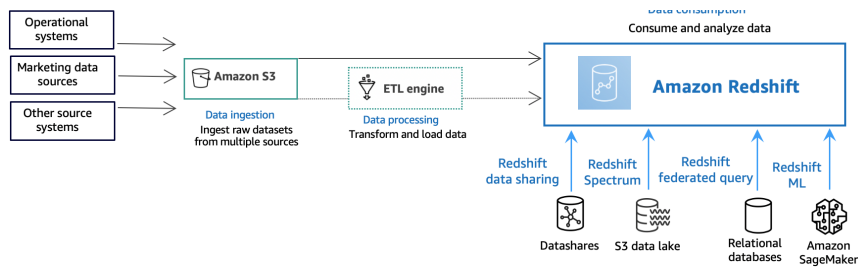 Data consumption
Consume and analyze data
Operational
systems
Marketing data
sources
Other source
systems
Amazon S3
Data ingestion
Ingest raw datasets
from multiple sources
ETL engine
Data processing
Transform and load data
Amazon Redshift
Redshift
data sharing
Redshift
Spectrum
Redshift
federated query
Redshift
ML
Datashares
S3 data lake
Relational
databases
Amazon
SageMaker